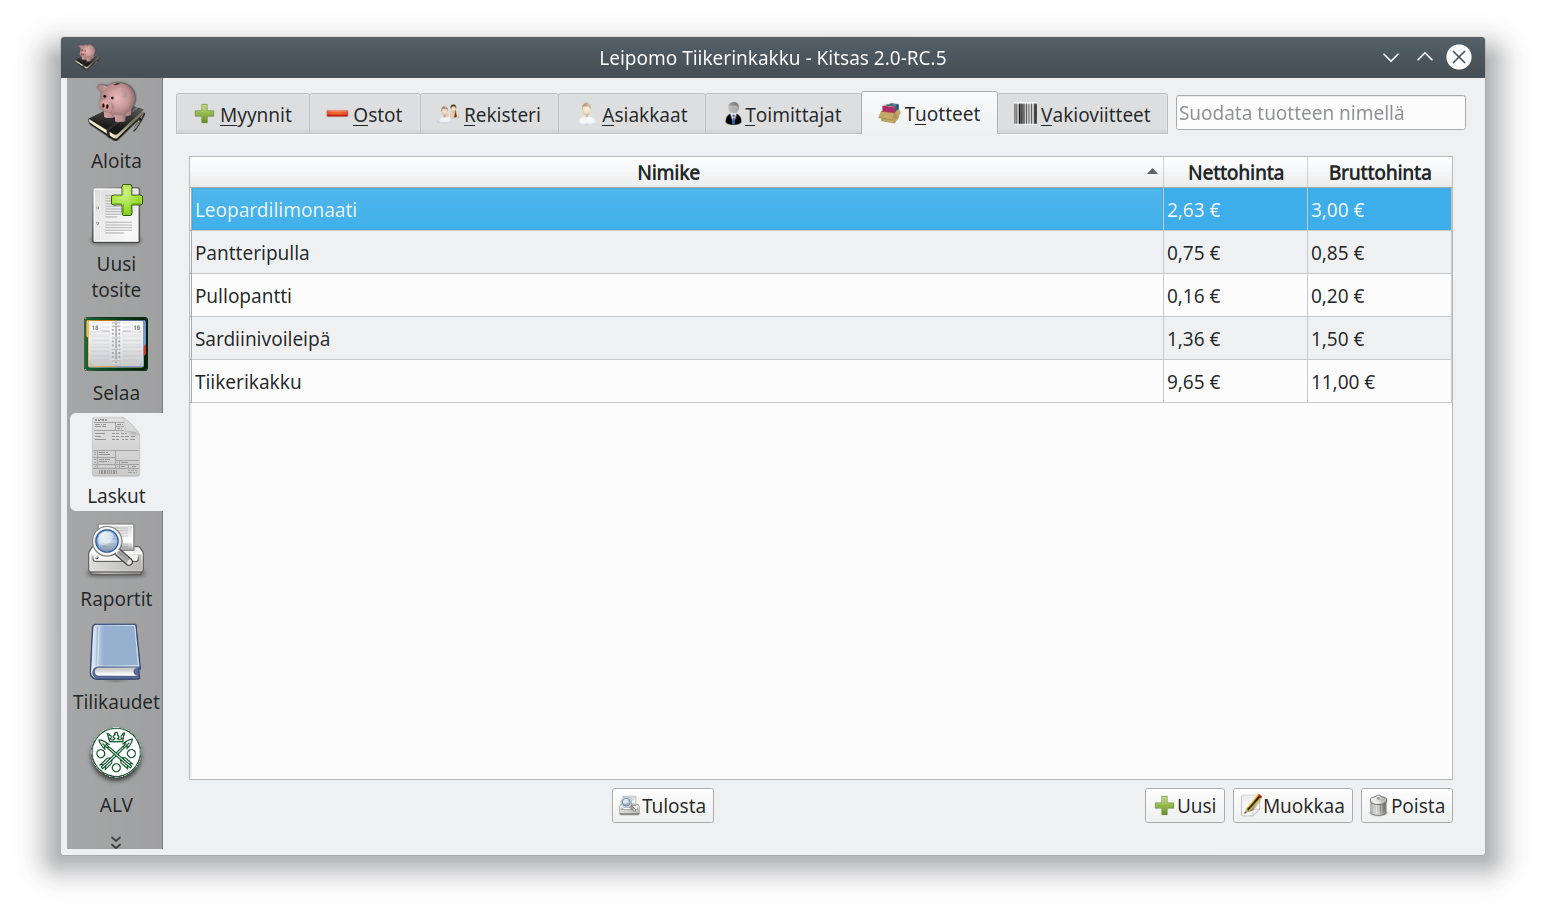 Leipomo Tiikerinkakku - Kitsas 2.0-RC.5
Aloita
Uusi
tosite
18 19
Selaa
Laskut
Raportit
Tilikaudet
ALV
Myynnit Ostot Rekisteri Asiakkaat Toimittajat Tuotteet Vakioviitteet Suodata tuotteen nimellä
Nimike Nettohinta Bruttohinta
Leopardilimonaati 2,63 € 3,00 €
Pantteripulla 0,75 € 0,85 €
Pullopantti 0,16 € 0,20 €
Sardiinivoileipä 1,36 € 1,50 €
Tiikerikakku 9,65 € 11,00 €
Tulosta Uusi Muokkaa Poista